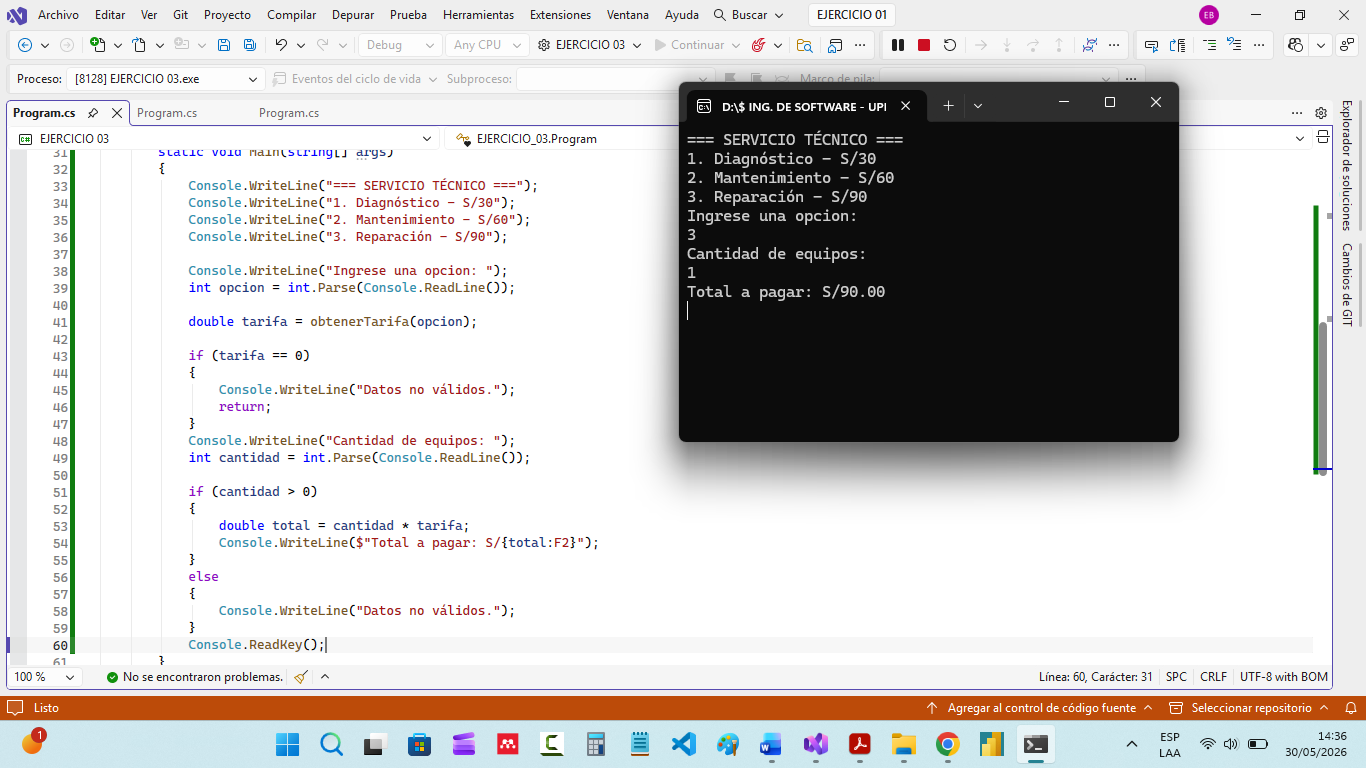 Archivo Editar Ver Git Proyecto Compilar Depurar Prueba Herramientas Extensiones Ventana Ayuda Buscar EJERCICIO 01 EB
Debug Any CPU EJERCICIO 03 Continuar
Proceso: [8128] EJERCICIO 03.exe Eventos del ciclo de vida Subproceso: Marco de pila:
Program.cs Program.cs Program.cs
EJERCICIO 03 EJERCICIO_03.Program
31 static void Main(string[] args)
32 {
33 Console.WriteLine("=== SERVICIO TÉCNICO ===");
34 Console.WriteLine("1. Diagnóstico - S/30");
35 Console.WriteLine("2. Mantenimiento - S/60");
36 Console.WriteLine("3. Reparación - S/90");
37
38 Console.WriteLine("Ingrese una opcion: ");
39 int opcion = int.Parse(Console.ReadLine());
40
41 double tarifa = obtenerTarifa(opcion);
42
43 if (tarifa == 0)
44 {
45 Console.WriteLine("Datos no válidos.");
46 return;
47 }
48 Console.WriteLine("Cantidad de equipos: ");
49 int cantidad = int.Parse(Console.ReadLine());
50
51 if (cantidad > 0)
52 {
53 double total = cantidad * tarifa;
54 Console.WriteLine($"Total a pagar: S/{total:F2}");
55 }
56 else
57 {
58 Console.WriteLine("Datos no válidos.");
59 }
60 Console.ReadKey();
61 }
D:\$ ING. DE SOFTWARE - UPI
=== SERVICIO TÉCNICO ===
1. Diagnóstico - S/30
2. Mantenimiento - S/60
3. Reparación - S/90
Ingrese una opcion:
3
Cantidad de equipos:
1
Total a pagar: S/90.00
Explorador de soluciones
Cambios de GIT
100 % No se encontraron problemas. Línea: 60, Carácter: 31 SPC CRLF UTF-8 with BOM
Listo Agregar al control de código fuente Seleccionar repositorio
1
ESP
LAA
14:36
30/05/2026